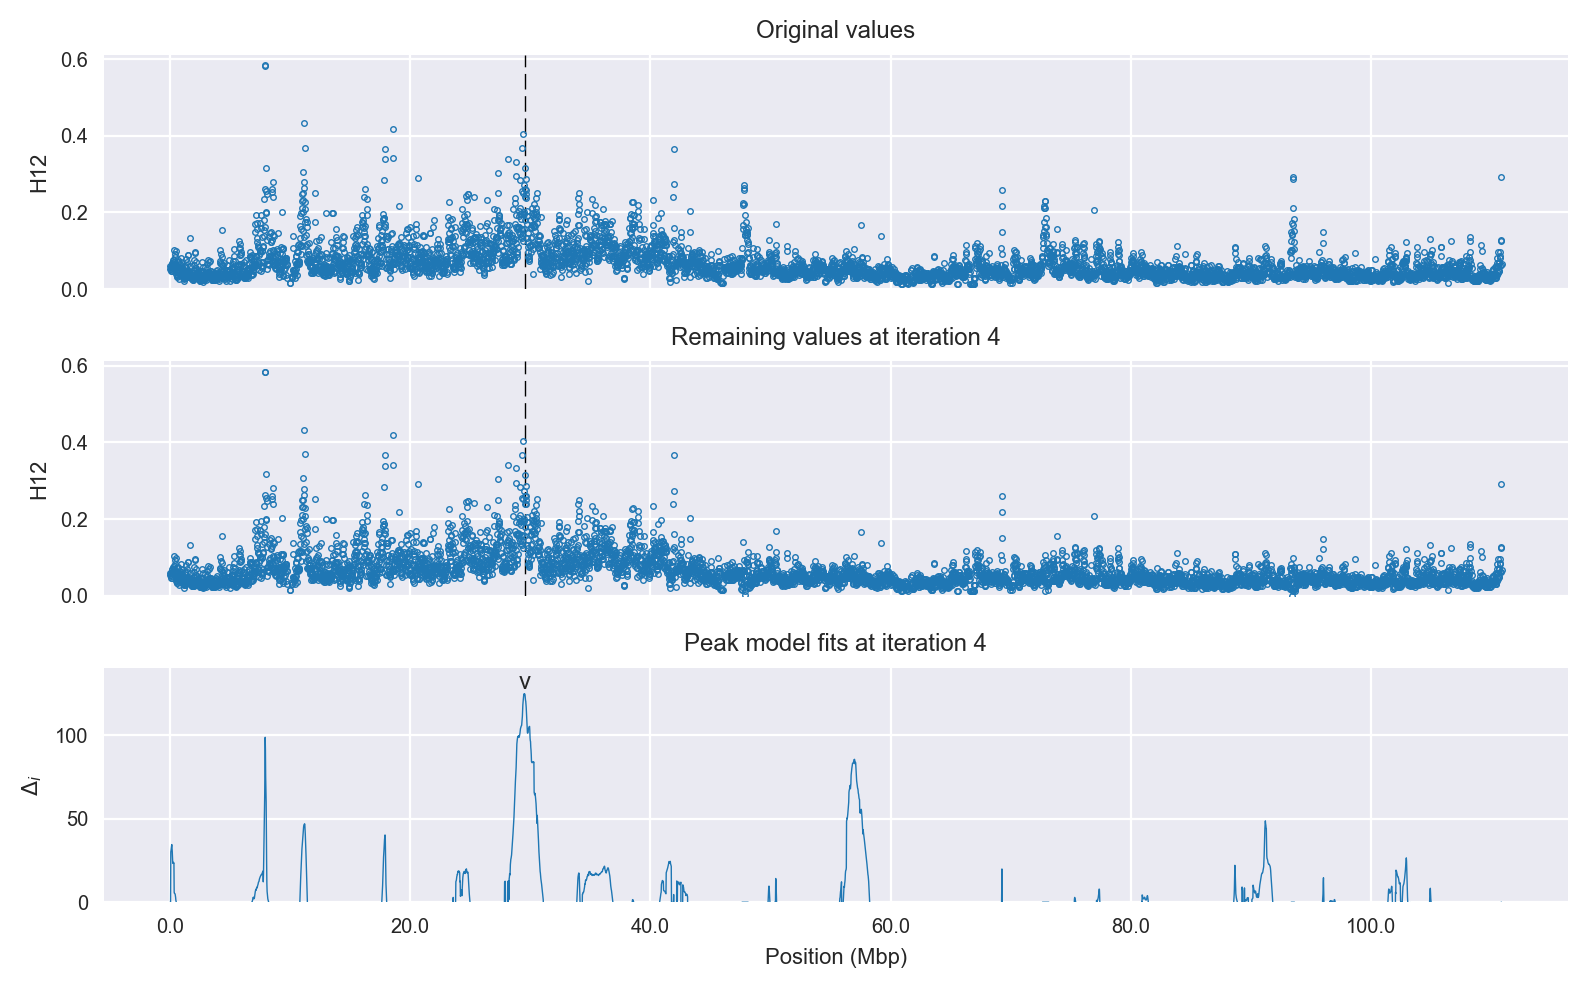 Original values
0.6
0.4
0.2
0.0
H12
Remaining values at iteration 4
0.6
0.4
0.2
0.0
H12
Peak model fits at iteration 4
v
100
50
0
Δi
0.0 20.0 40.0 60.0 80.0 100.0
Position (Mbp)